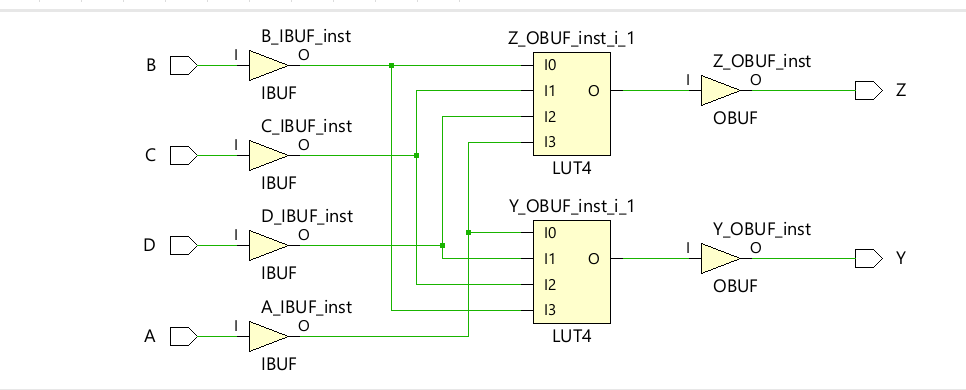 B_IBUF_inst
Z_OBUF_inst_i_1
B I O I0 Z_OBUF_inst
IBUF I1 O I O Z
C_IBUF_inst I2 OBUF
C I O I3
IBUF LUT4
D_IBUF_inst Y_OBUF_inst_i_1
D I O I0 Y_OBUF_inst
IBUF I1 O I O Y
A_IBUF_inst I2 OBUF
A I O I3
IBUF LUT4